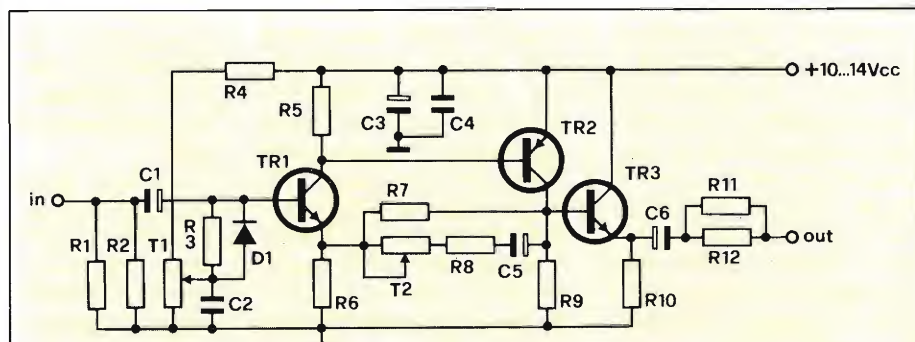 +10...14Vcc
R4
R5
C3
C4
TR2
TR1
TR3
C1
in
R7
R11
C6
R1
R2
T1
R
3
D1
out
R8
C5
R12
T2
C2
R6
R9
R10